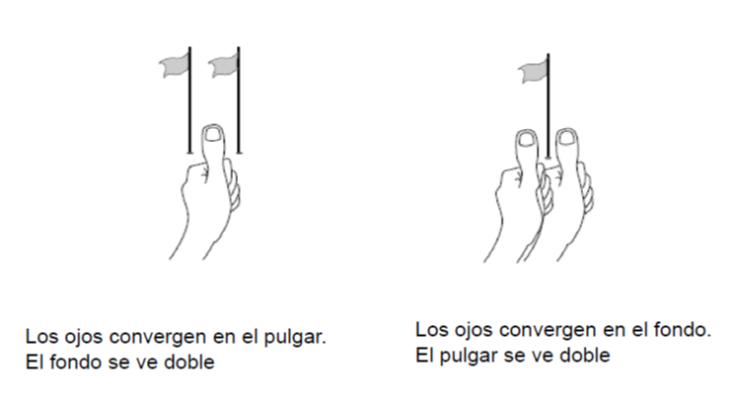 Los ojos convergen en el pulgar.
El fondo se ve doble
Los ojos convergen en el fondo.
El pulgar se ve doble